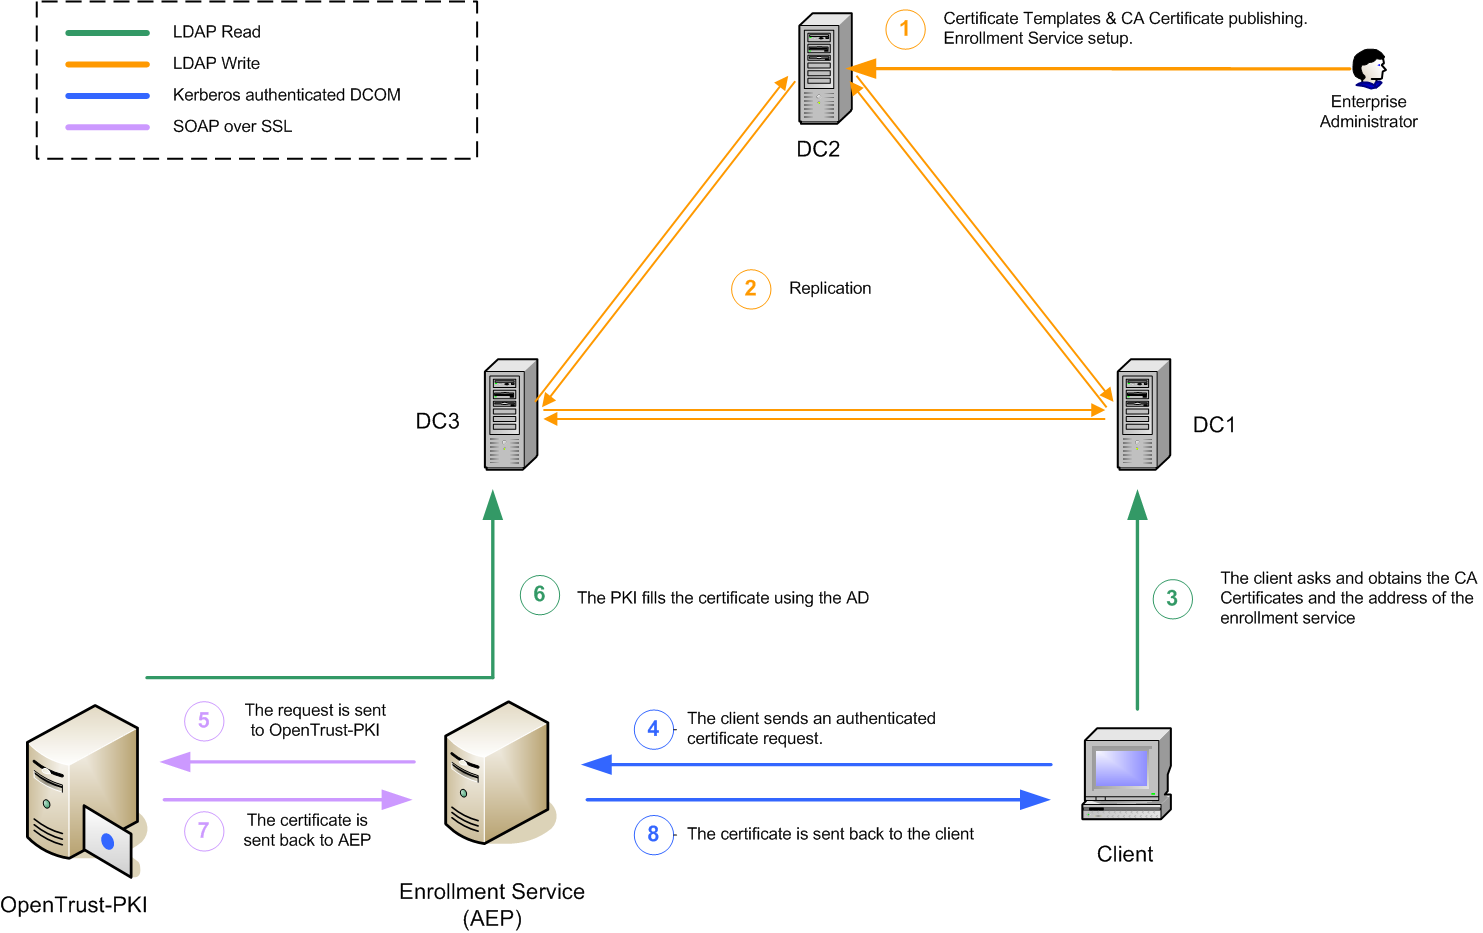 LDAP Read
LDAP Write
Kerberos authenticated DCOM
SOAP over SSL
1
Certificate Templates & CA Certificate publishing.
Enrollment Service setup.
Enterprise
Administrator
DC2
2
Replication
DC3
DC1
6
The PKI fills the certificate using the AD
3
The client asks and obtains the CA
Certificates and the address of the
enrollment service
5
The request is sent
to OpenTrust-PKI
4
The client sends an authenticated
certificate request.
7
The certificate is
sent back to AEP
8
The certificate is sent back to the client
Client
OpenTrust-PKI
Enrollment Service
(AEP)